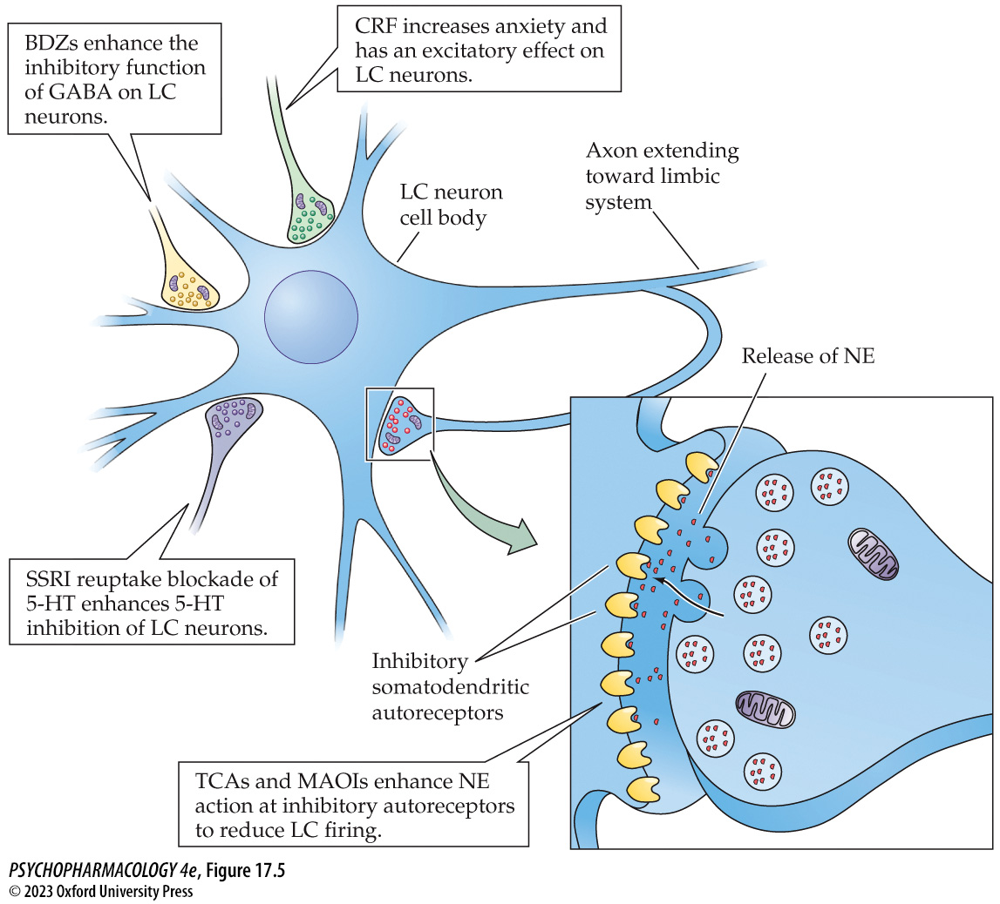 BDZs enhance the
inhibitory function
of GABA on LC
neurons.
CRF increases anxiety and
has an excitatory effect on
LC neurons.
LC neuron
cell body
Axon extending
toward limbic
system
Release of NE
SSRI reuptake blockade of
5-HT enhances 5-HT
inhibition of LC neurons.
Inhibitory
somatodendritic
autoreceptors
TCAs and MAOIs enhance NE
action at inhibitory autoreceptors
to reduce LC firing.
PSYCHOPHARMACOLOGY 4e, Figure 17.5
© 2023 Oxford University Press